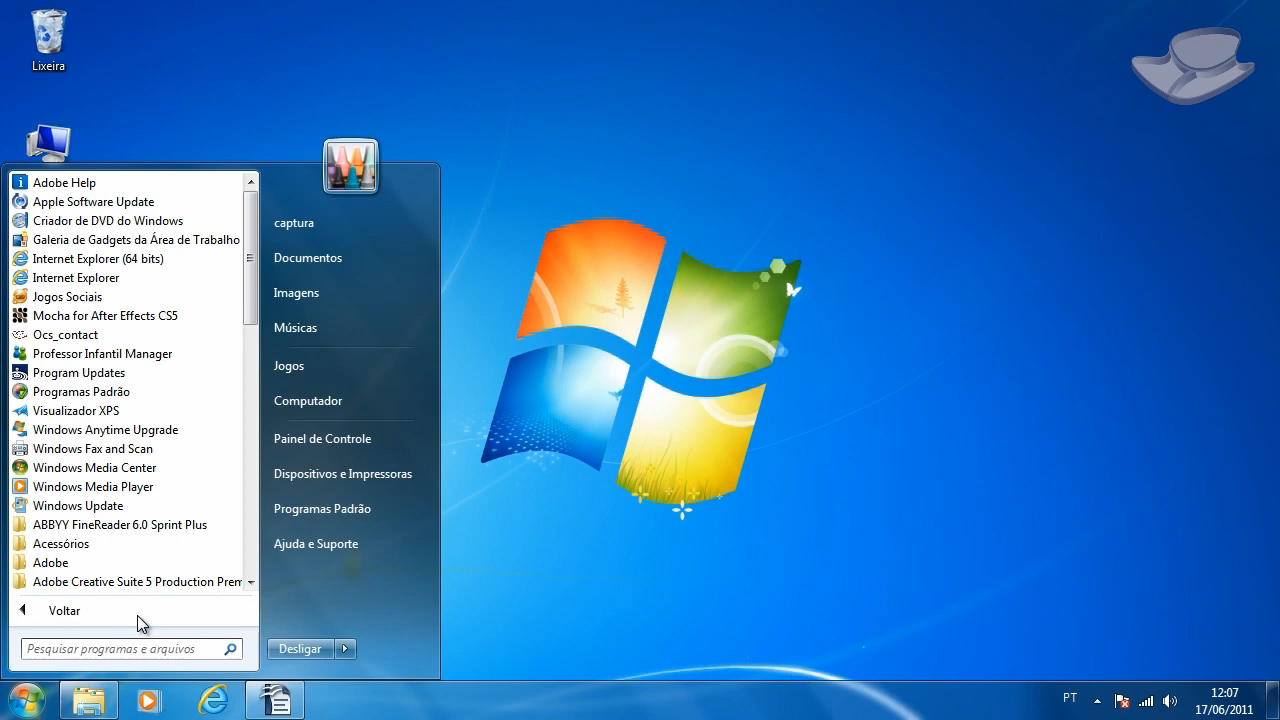 Lixeira
Adobe Help
Apple Software Update
Criador de DVD do Windows
Galeria de Gadgets da Área de Trabalho
Internet Explorer (64 bits)
Internet Explorer
Jogos Sociais
Mocha for After Effects CS5
Ocs_contact
Professor Infantil Manager
Program Updates
Programas Padrão
Visualizador XPS
Windows Anytime Upgrade
Windows Fax and Scan
Windows Media Center
Windows Media Player
Windows Update
ABBYY FineReader 6.0 Sprint Plus
Acessórios
Adobe
Adobe Creative Suite 5 Production Prem
Voltar
Pesquisar programas e arquivos
captura
Documentos
Imagens
Músicas
Jogos
Computador
Painel de Controle
Dispositivos e Impressoras
Programas Padrão
Ajuda e Suporte
Desligar
PT
12:07
17/06/2011